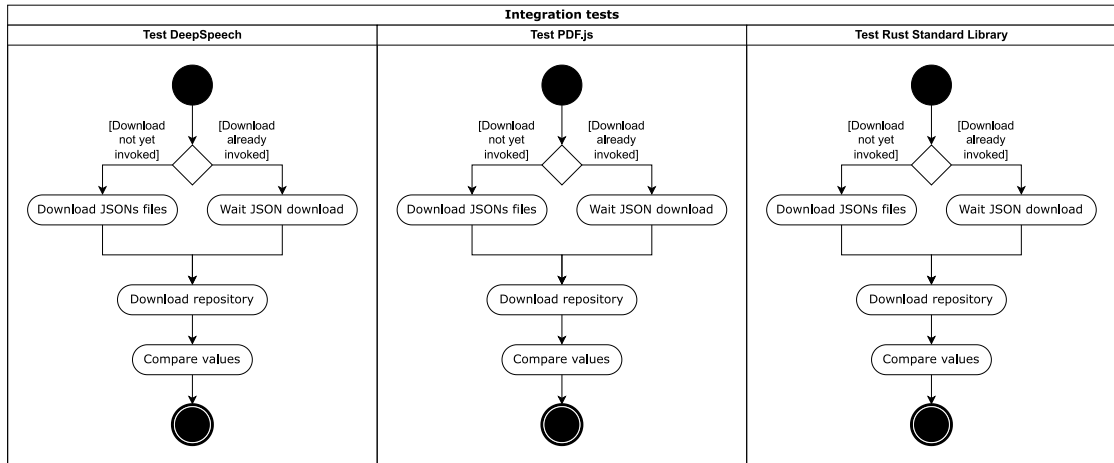 Integration tests
Test DeepSpeech
[Download
not yet
invoked]
[Download
already
invoked]
Download JSONs files
Wait JSON download
Download repository
Compare values
Test PDF.js
[Download
not yet
invoked]
[Download
already
invoked]
Download JSONs files
Wait JSON download
Download repository
Compare values
Test Rust Standard Library
[Download
not yet
invoked]
[Download
already
invoked]
Download JSONs files
Wait JSON download
Download repository
Compare values